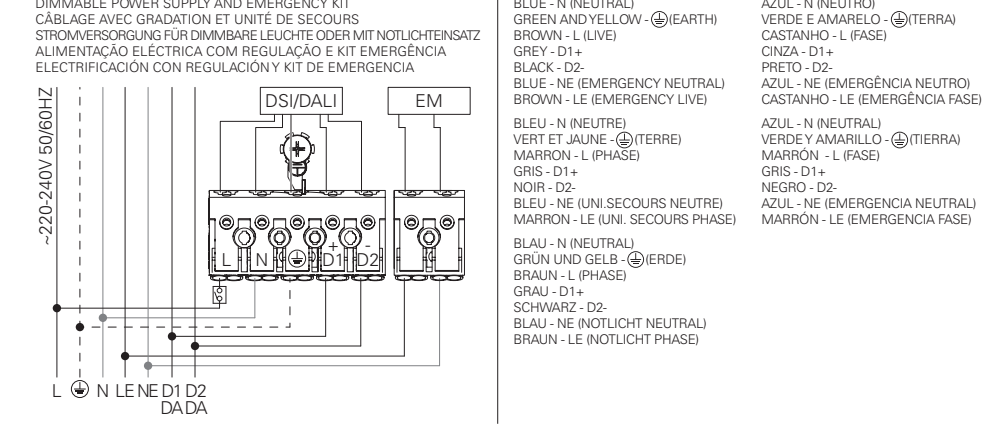 DIMMABLE POWER SUPPLY AND EMERGENCY KIT
CÂBLAGE AVEC GRADATION ET UNITÉ DE SECOURS
STROMVERSORGUNG FÜR DIMMBARE LEUCHTE ODER MIT NOTLICHTEINSATZ
ALIMENTAÇÃO ELÉCTRICA COM REGULAÇÃO E KIT EMERGÊNCIA
ELECTRIFICACIÓN CON REGULACIÓN Y KIT DE EMERGENCIA
~220-240V 50/60HZ
DSI/DALI
EM
+
-
L
N
D1
D2
L
N
LE
NE
D1
D2
DA
DA
BLUE - N (NEUTRAL)
GREEN AND YELLOW - (EARTH)
BROWN - L (LIVE)
GREY - D1+
BLACK - D2-
BLUE - NE (EMERGENCY NEUTRAL)
BROWN - LE (EMERGENCY LIVE)
BLEU - N (NEUTRE)
VERT ET JAUNE - (TERRE)
MARRON - L (PHASE)
GRIS - D1+
NOIR - D2-
BLEU - NE (UNI.SECOURS NEUTRE)
MARRON - LE (UNI. SECOURS PHASE)
BLAU - N (NEUTRAL)
GRÜN UND GELB - (ERDE)
BRAUN - L (PHASE)
GRAU - D1+
SCHWARZ - D2-
BLAU - NE (NOTLICHT NEUTRAL)
BRAUN - LE (NOTLICHT PHASE)
AZUL - N (NEUTRO)
VERDE E AMARELO - (TERRA)
CASTANHO - L (FASE)
CINZA - D1+
PRETO - D2-
AZUL - NE (EMERGÊNCIA NEUTRO)
CASTANHO - LE (EMERGÊNCIA FASE)
AZUL - N (NEUTRAL)
VERDE Y AMARILLO - (TIERRA)
MARRÓN - L (FASE)
GRIS - D1+
NEGRO - D2-
AZUL - NE (EMERGENCIA NEUTRAL)
MARRÓN - LE (EMERGENCIA FASE)